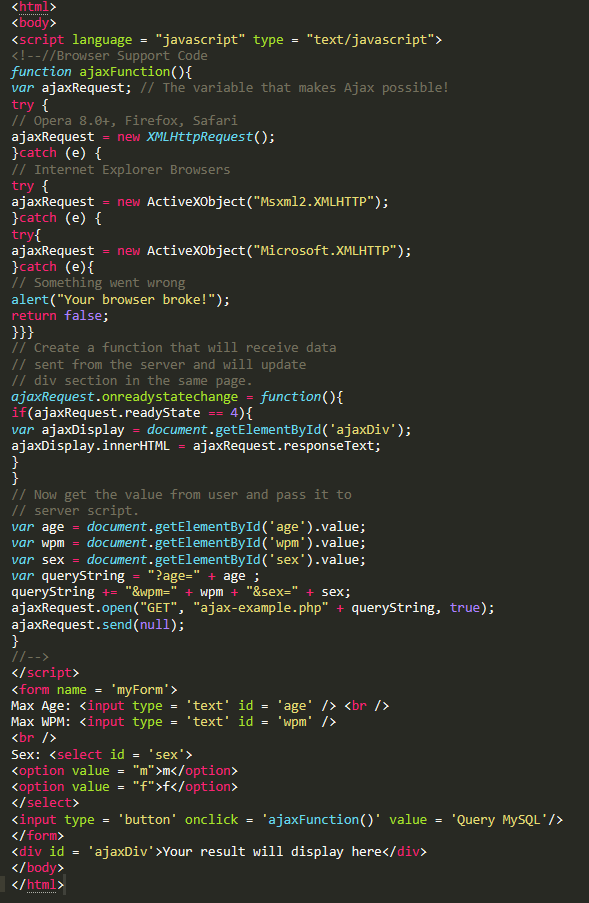 <html>
<body>
<script language = "javascript" type = "text/javascript">
<!--//Browser Support Code
function ajaxFunction(){
var ajaxRequest; // The variable that makes Ajax possible!
try {
// Opera 8.0+, Firefox, Safari
ajaxRequest = new XMLHttpRequest();
}catch (e) {
// Internet Explorer Browsers
try {
ajaxRequest = new ActiveXObject("Msxml2.XMLHTTP");
}catch (e) {
try{
ajaxRequest = new ActiveXObject("Microsoft.XMLHTTP");
}catch (e){
// Something went wrong
alert("Your browser broke!");
return false;
}}}
// Create a function that will receive data
// sent from the server and will update
// div section in the same page.
ajaxRequest.onreadystatechange = function(){
if(ajaxRequest.readyState == 4){
var ajaxDisplay = document.getElementById('ajaxDiv');
ajaxDisplay.innerHTML = ajaxRequest.responseText;
}
}
// Now get the value from user and pass it to
// server script.
var age = document.getElementById('age').value;
var wpm = document.getElementById('wpm').value;
var sex = document.getElementById('sex').value;
var queryString = "?age=" + age ;
queryString += "&wpm=" + wpm + "&sex=" + sex;
ajaxRequest.open("GET", "ajax-example.php" + queryString, true);
ajaxRequest.send(null);
}
//-->
</script>
<form name = 'myForm'>
Max Age: <input type = 'text' id = 'age' /> <br />
Max WPM: <input type = 'text' id = 'wpm' />
<br />
Sex: <select id = 'sex'>
<option value = "m">m</option>
<option value = "f">f</option>
</select>
<input type = 'button' onclick = 'ajaxFunction()' value = 'Query MySQL'/>
</form>
<div id = 'ajaxDiv'>Your result will display here</div>
</body>
</html>